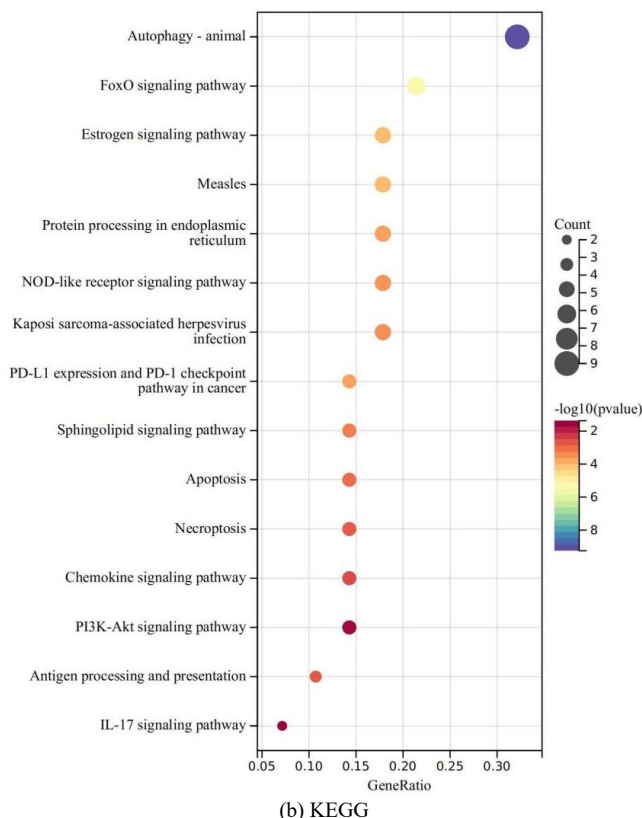 Autophagy - animal
FoxO signaling pathway
Estrogen signaling pathway
Measles
Protein processing in endoplasmic
reticulum
NOD-like receptor signaling pathway
Kaposi sarcoma-associated herpesvirus
infection
PD-L1 expression and PD-1 checkpoint
pathway in cancer
Sphingolipid signaling pathway
Apoptosis
Necroptosis
Chemokine signaling pathway
PI3K-Akt signaling pathway
Antigen processing and presentation
IL-17 signaling pathway
0.05 0.10 0.15 0.20 0.25 0.30
GeneRatio
Count
2
3
4
5
6
7
8
9
-log10(pvalue)
2
4
6
8
(b) KEGG